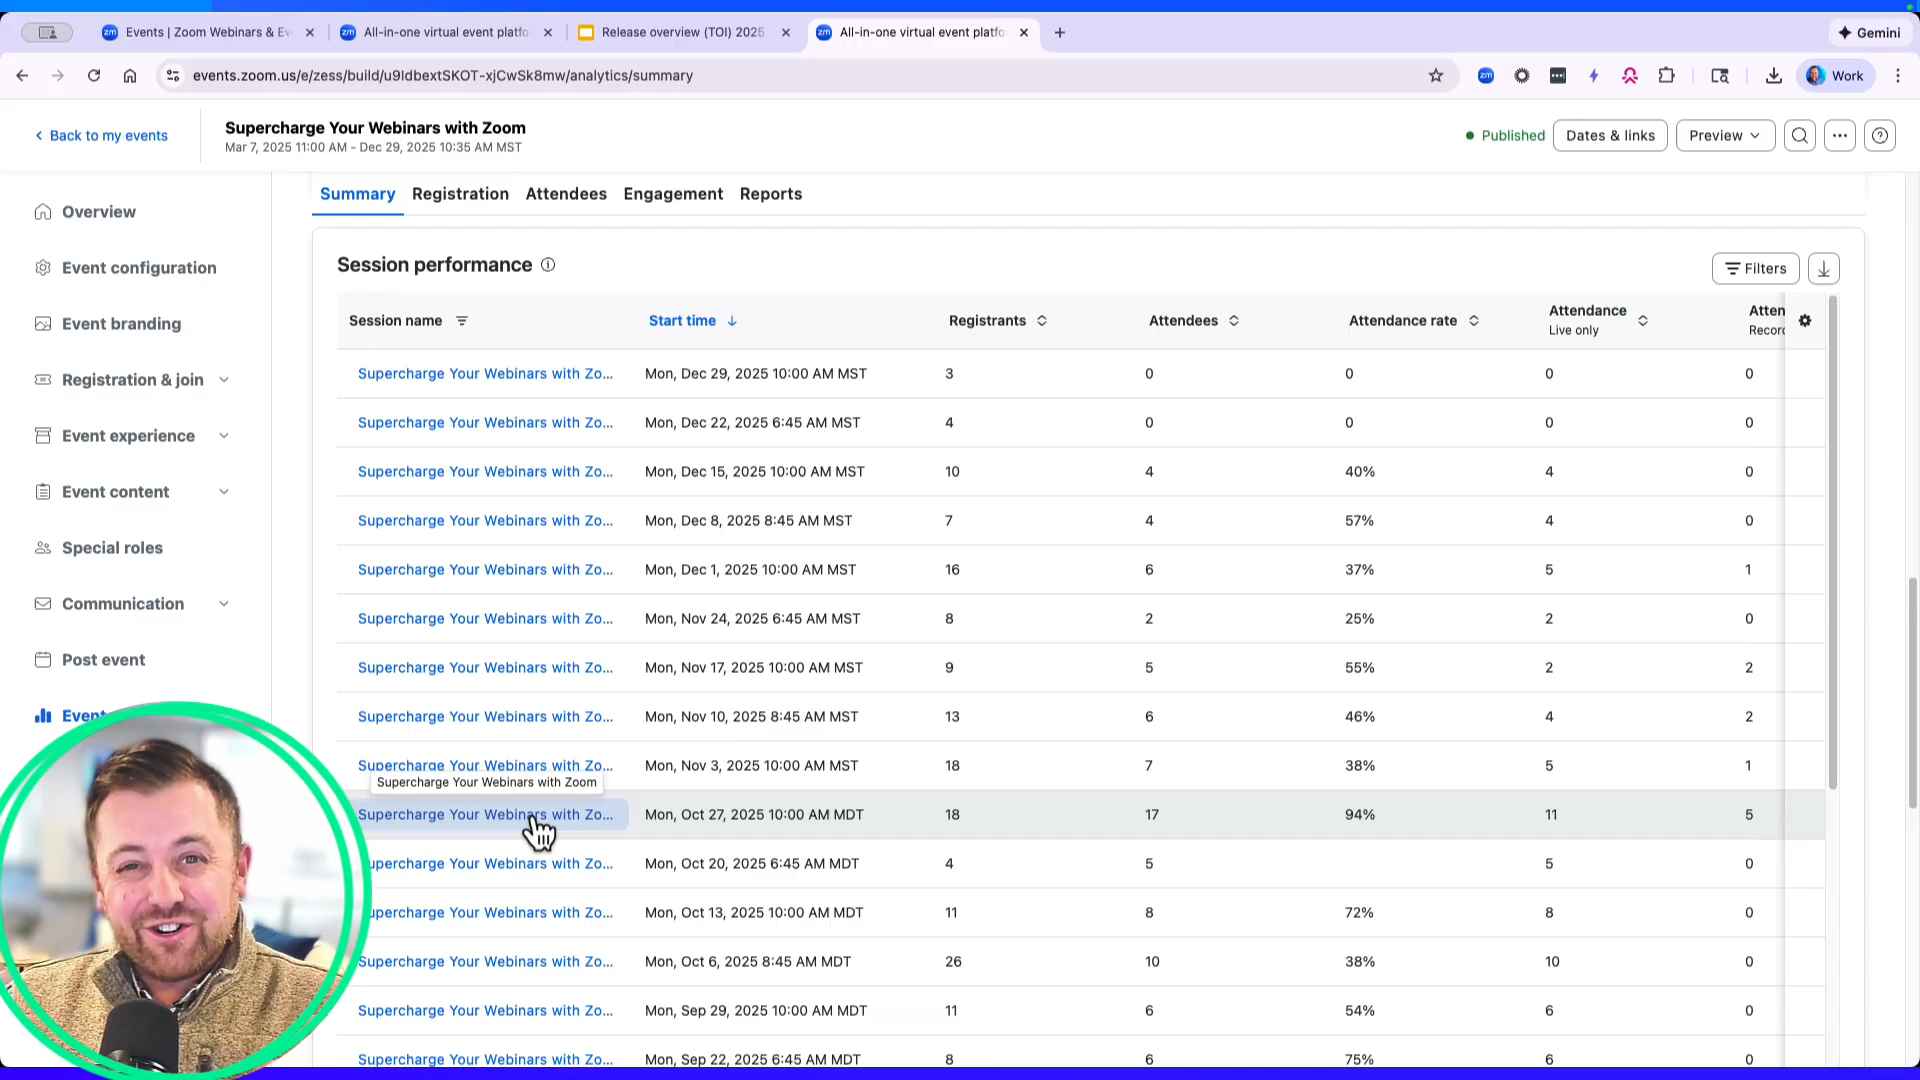 zm Events | Zoom Webinars & Ev
zm All-in-one virtual event platfo
Release overview (TOI) 2025
zm All-in-one virtual event platfo
Gemini
events.zoom.us/e/zess/build/u9IdbextSKOT-xjCwSk8mw/analytics/summary
zm
Work
Back to my events
Supercharge Your Webinars with Zoom
Mar 7, 2025 11:00 AM - Dec 29, 2025 10:35 AM MST
Published
Dates & links
Preview
Overview
Event configuration
Event branding
Registration & join
Event experience
Event content
Special roles
Communication
Post event
Event
Summary Registration Attendees Engagement Reports
Session performance
Filters
Session name Start time Registrants Attendees Attendance rate Attendance Live only Atten Recor
Supercharge Your Webinars with Zo... Mon, Dec 29, 2025 10:00 AM MST 3 0 0 0 0
Supercharge Your Webinars with Zo... Mon, Dec 22, 2025 6:45 AM MST 4 0 0 0 0
Supercharge Your Webinars with Zo... Mon, Dec 15, 2025 10:00 AM MST 10 4 40% 4 0
Supercharge Your Webinars with Zo... Mon, Dec 8, 2025 8:45 AM MST 7 4 57% 4 0
Supercharge Your Webinars with Zo... Mon, Dec 1, 2025 10:00 AM MST 16 6 37% 5 1
Supercharge Your Webinars with Zo... Mon, Nov 24, 2025 6:45 AM MST 8 2 25% 2 0
Supercharge Your Webinars with Zo... Mon, Nov 17, 2025 10:00 AM MST 9 5 55% 2 2
Supercharge Your Webinars with Zo... Mon, Nov 10, 2025 8:45 AM MST 13 6 46% 4 2
Supercharge Your Webinars with Zo... Mon, Nov 3, 2025 10:00 AM MST 18 7 38% 5 1
Supercharge Your Webinars with Zoom
Supercharge Your Webinars with Zo... Mon, Oct 27, 2025 10:00 AM MDT 18 17 94% 11 5
upercharge Your Webinars with Zo... Mon, Oct 20, 2025 6:45 AM MDT 4 5 5 0
upercharge Your Webinars with Zo... Mon, Oct 13, 2025 10:00 AM MDT 11 8 72% 8 0
Supercharge Your Webinars with Zo... Mon, Oct 6, 2025 8:45 AM MDT 26 10 38% 10 0
Supercharge Your Webinars with Zo... Mon, Sep 29, 2025 10:00 AM MDT 11 6 54% 6 0
Supercharge Your Webinars with Zo... Mon, Sep 22, 2025 6:45 AM MDT 8 6 75% 6 0